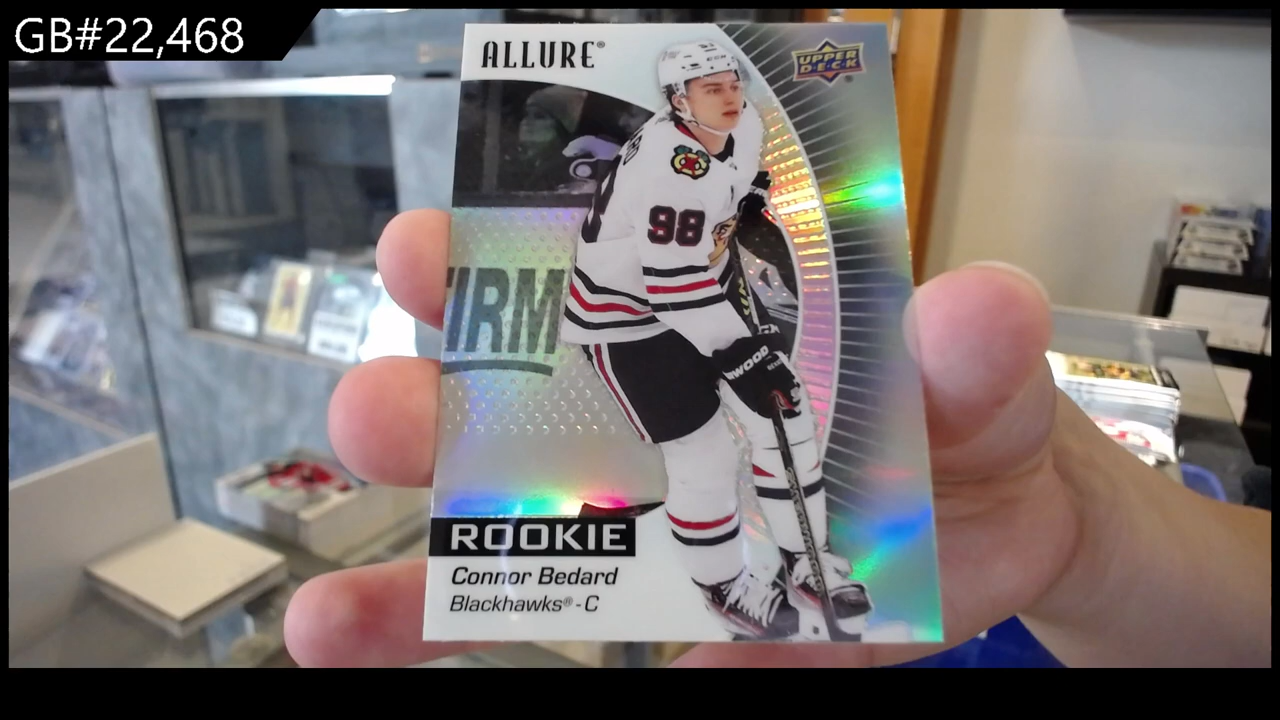 GB#22,468
ALLURE®
UPPER
DECK
98
IRM
ROOKIE
Connor Bedard
Blackhawks® - C